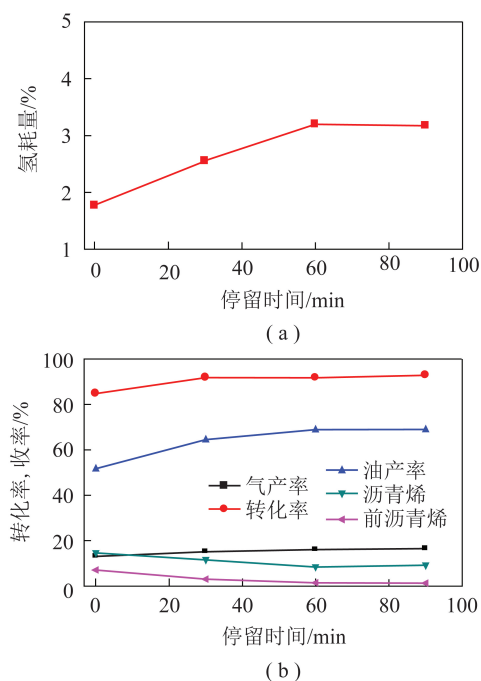 5
4
3
2
1
氢耗量/%
0 20 40 60 80 100
停留时间/min
( a )
100
80
60
40
20
0
转化率, 收率/%
气产率 油产率
转化率 沥青烯
前沥青烯
0 20 40 60 80 100
停留时间/min
( b )